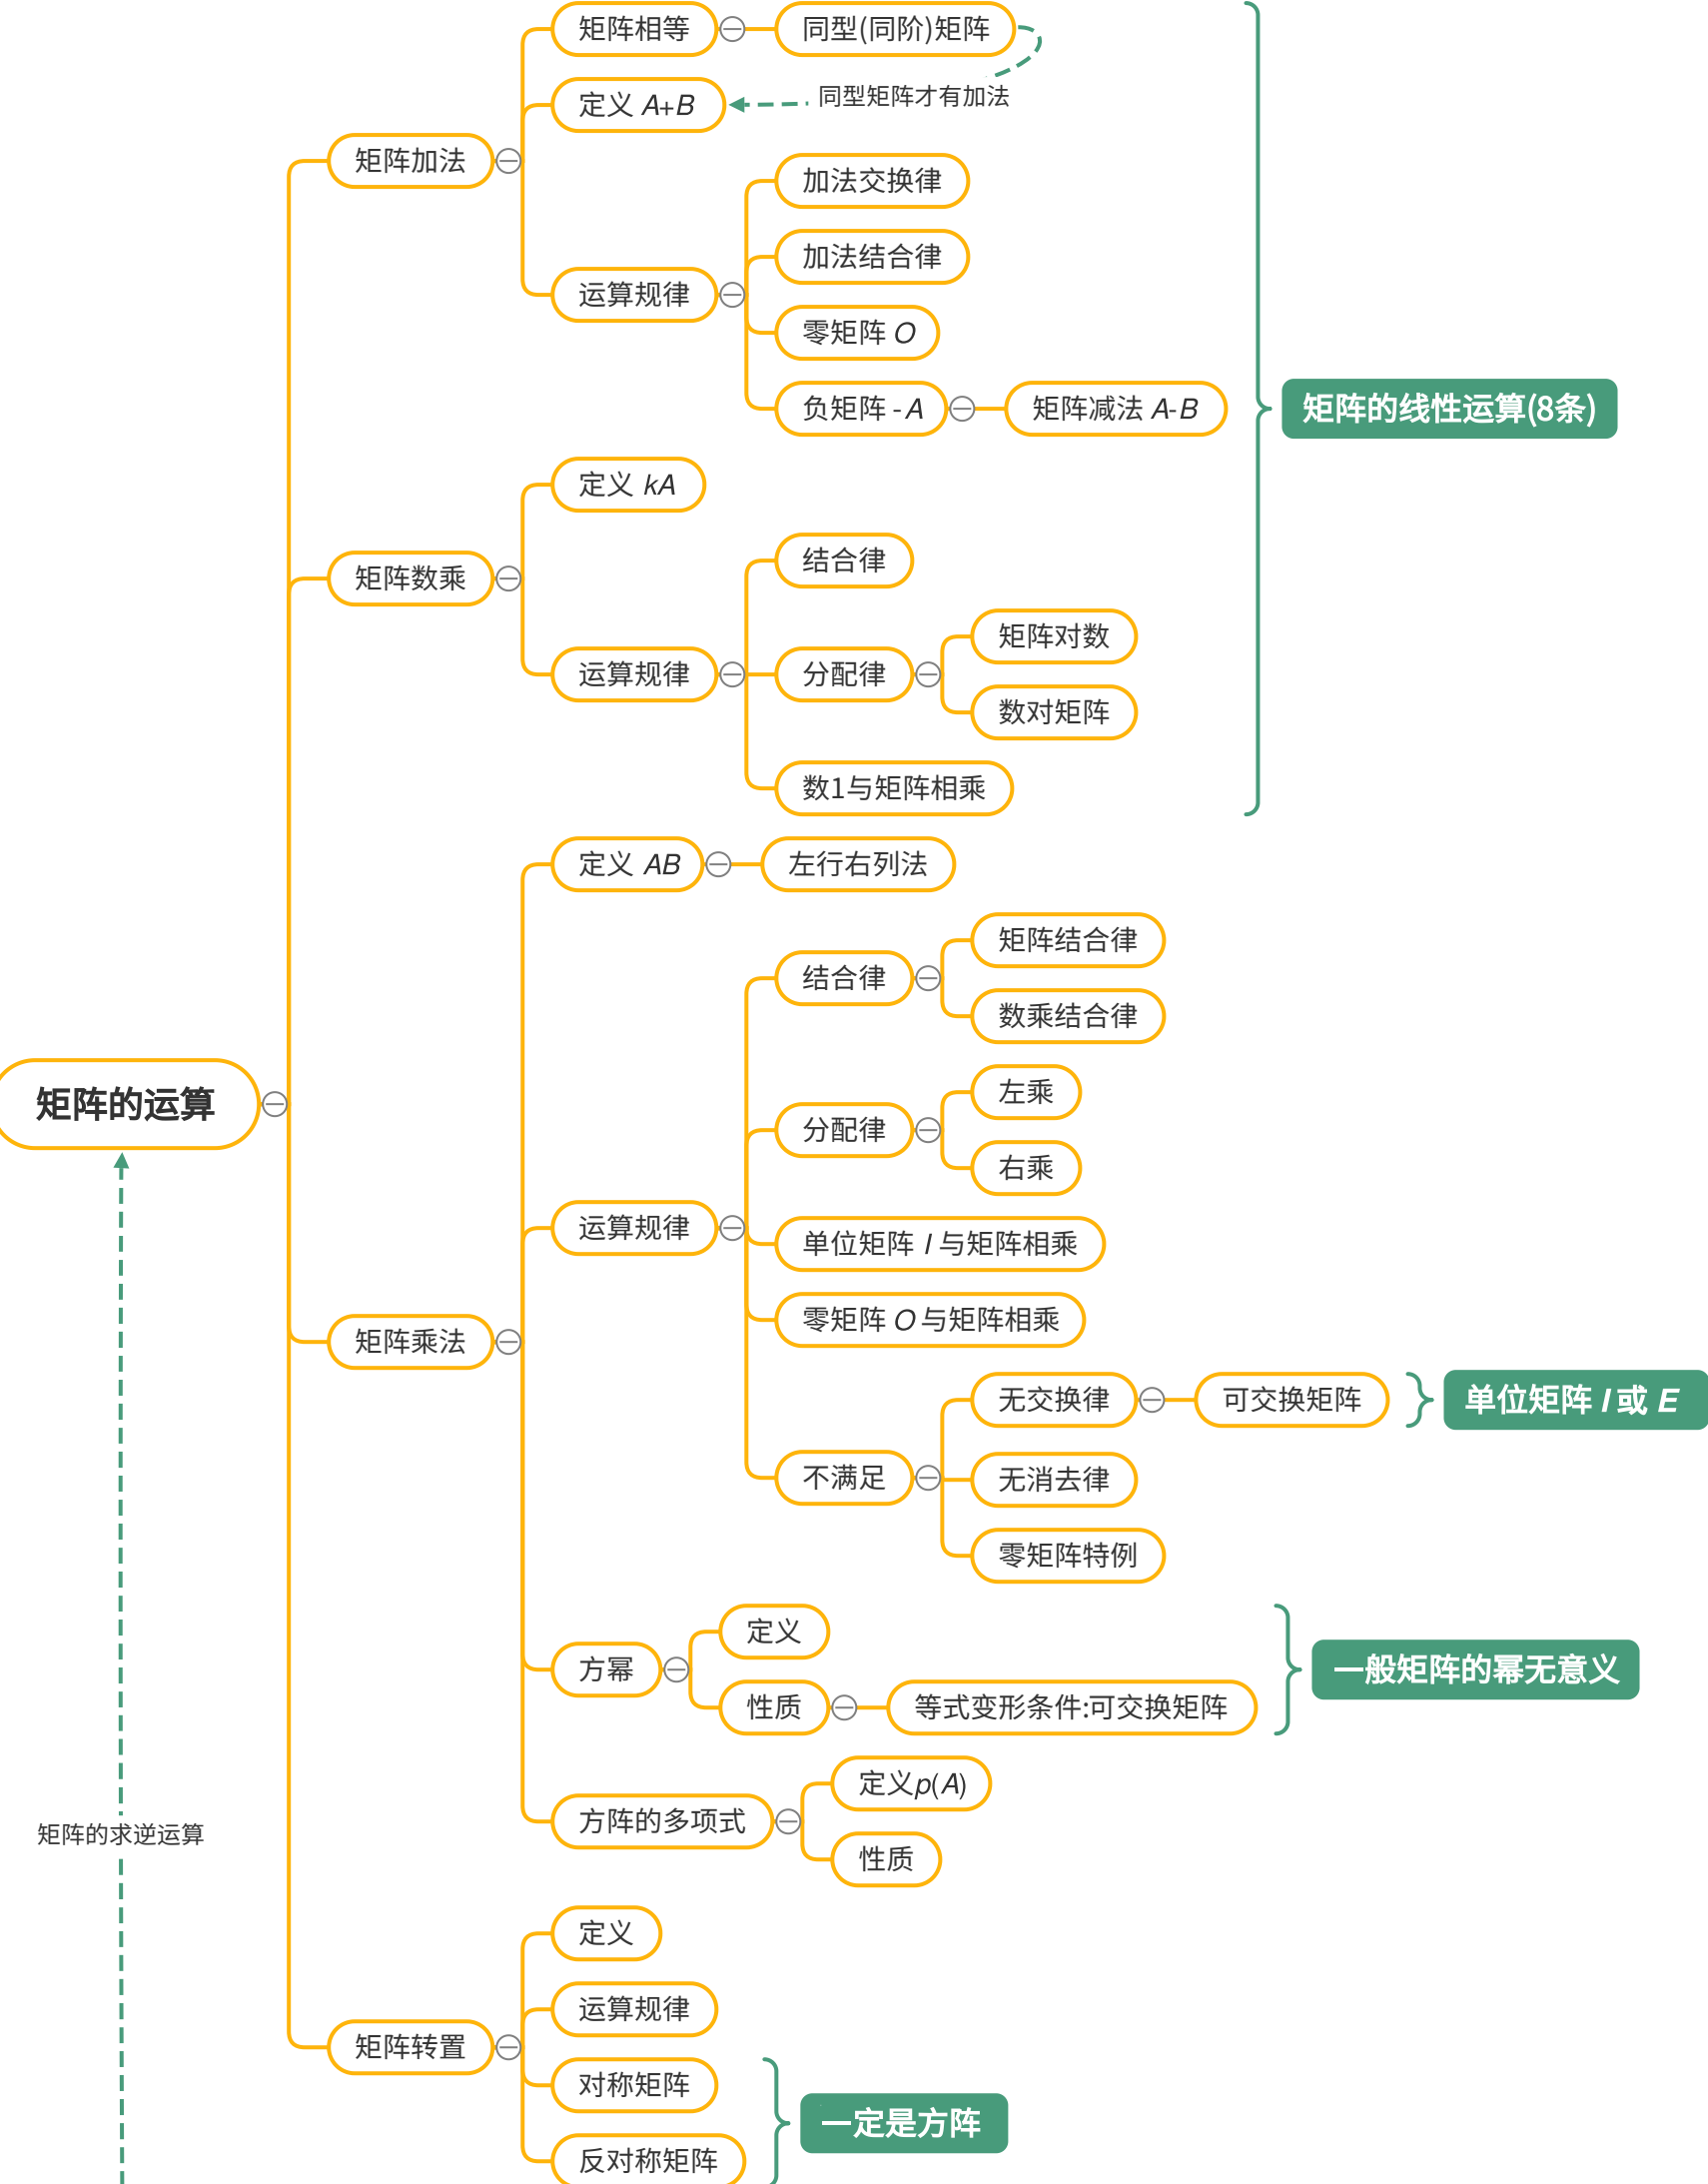 矩阵的运算
矩阵的求逆运算
矩阵加法
矩阵相等
同型(同阶)矩阵
同型矩阵才有加法
定义 A+B
运算规律
加法交换律
加法结合律
零矩阵 O
负矩阵 -A
矩阵减法 A-B
矩阵的线性运算(8条)
矩阵数乘
定义 kA
运算规律
结合律
分配律
矩阵对数
数对矩阵
数1与矩阵相乘
矩阵乘法
定义 AB
左行右列法
运算规律
结合律
矩阵结合律
数乘结合律
分配律
左乘
右乘
单位矩阵 I 与矩阵相乘
零矩阵 O 与矩阵相乘
不满足
无交换律
可交换矩阵
单位矩阵 I 或 E
无消去律
零矩阵特例
方幂
定义
性质
等式变形条件:可交换矩阵
一般矩阵的幂无意义
方阵的多项式
定义p(A)
性质
矩阵转置
定义
运算规律
对称矩阵
反对称矩阵
一定是方阵